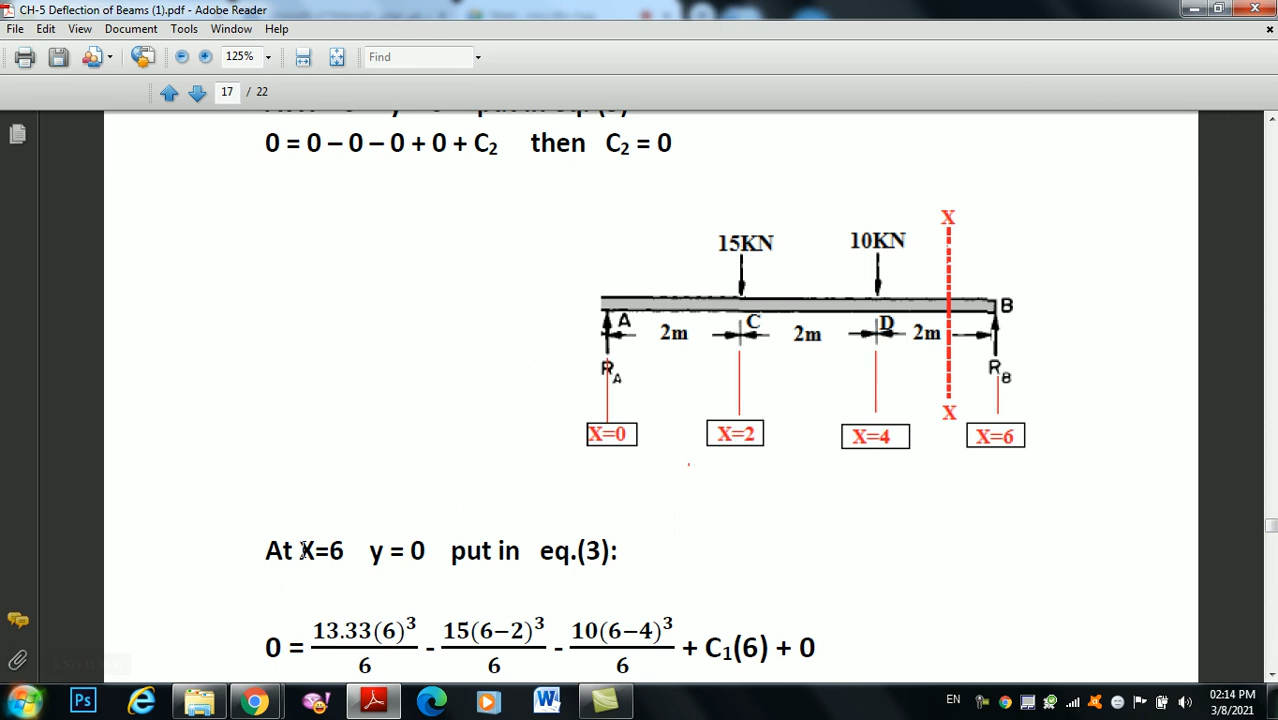 CH-5 Deflection of Beams (1).pdf - Adobe Reader
File Edit View Document Tools Window Help
125% Find
17 / 22
0 = 0 – 0 – 0 + 0 + C₂ then C₂ = 0
X
15KN 10KN
A C D B
2m 2m 2m
R_A R_B
X
X=0 X=2 X=4 X=6
At X=6 y = 0 put in eq.(3):
0 = 13.33(6)³/6 - 15(6−2)³/6 - 10(6−4)³/6 + C₁(6) + 0
Ps W EN 02:14 PM
3/8/2021